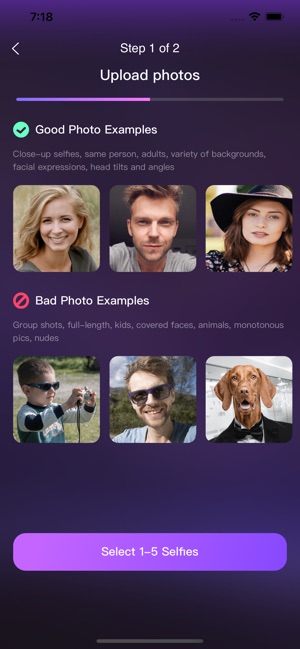 7:18
Step 1 of 2
Upload photos
Good Photo Examples
Close-up selfies, same person, adults, variety of backgrounds,
facial expressions, head tilts and angles
Bad Photo Examples
Group shots, full-length, kids, covered faces, animals, monotonous
pics, nudes
Select 1-5 Selfies